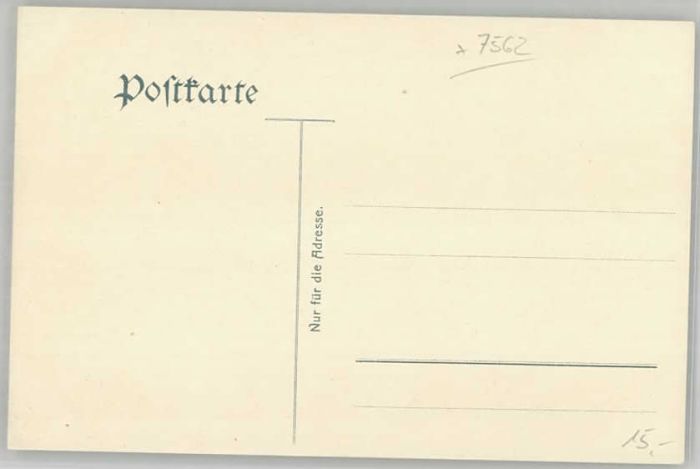 * 7562
Postkarte
Nur für die Adresse.
15,-